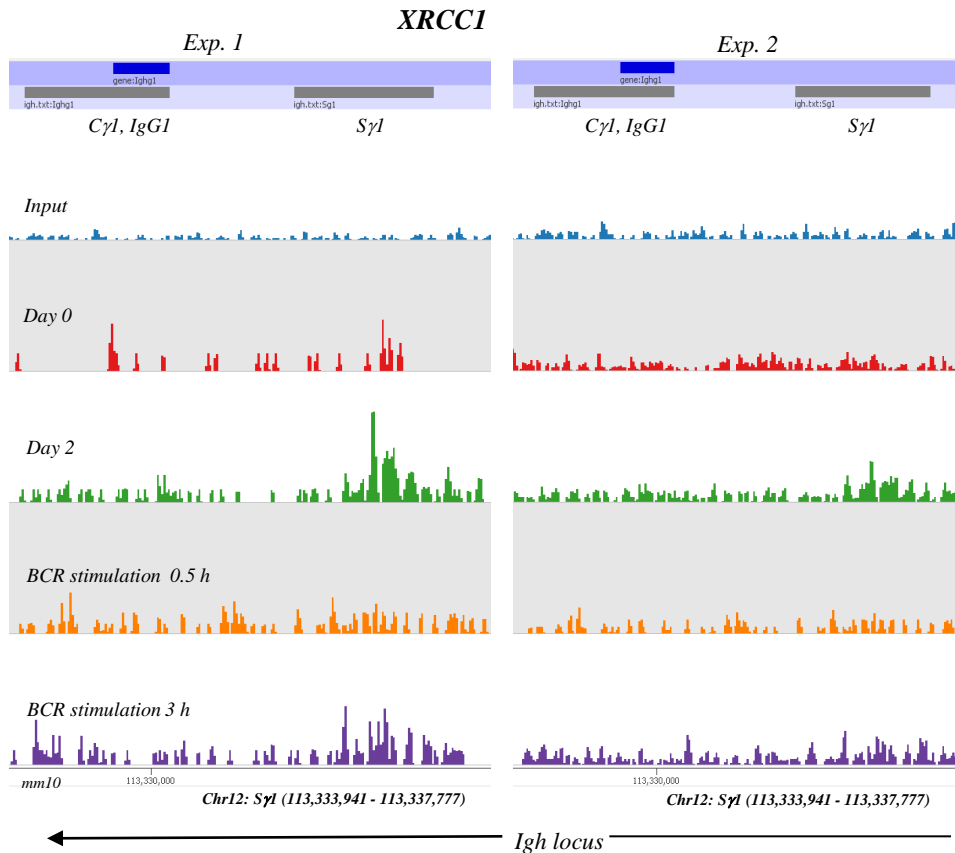 XRCC1
Exp. 1
Exp. 2
gene:Ighg1
gene:Ighg1
igh.txt:Ighg1
igh.txt:Sg1
igh.txt:Ighg1
igh.txt:Sg1
Cγ1, IgG1
Sγ1
Cγ1, IgG1
Sγ1
Input
Day 0
Day 2
BCR stimulation 0.5 h
BCR stimulation 3 h
mm10
113,330,000
113,330,000
Chr12: Sγ1 (113,333,941 - 113,337,777)
Chr12: Sγ1 (113,333,941 - 113,337,777)
Igh locus